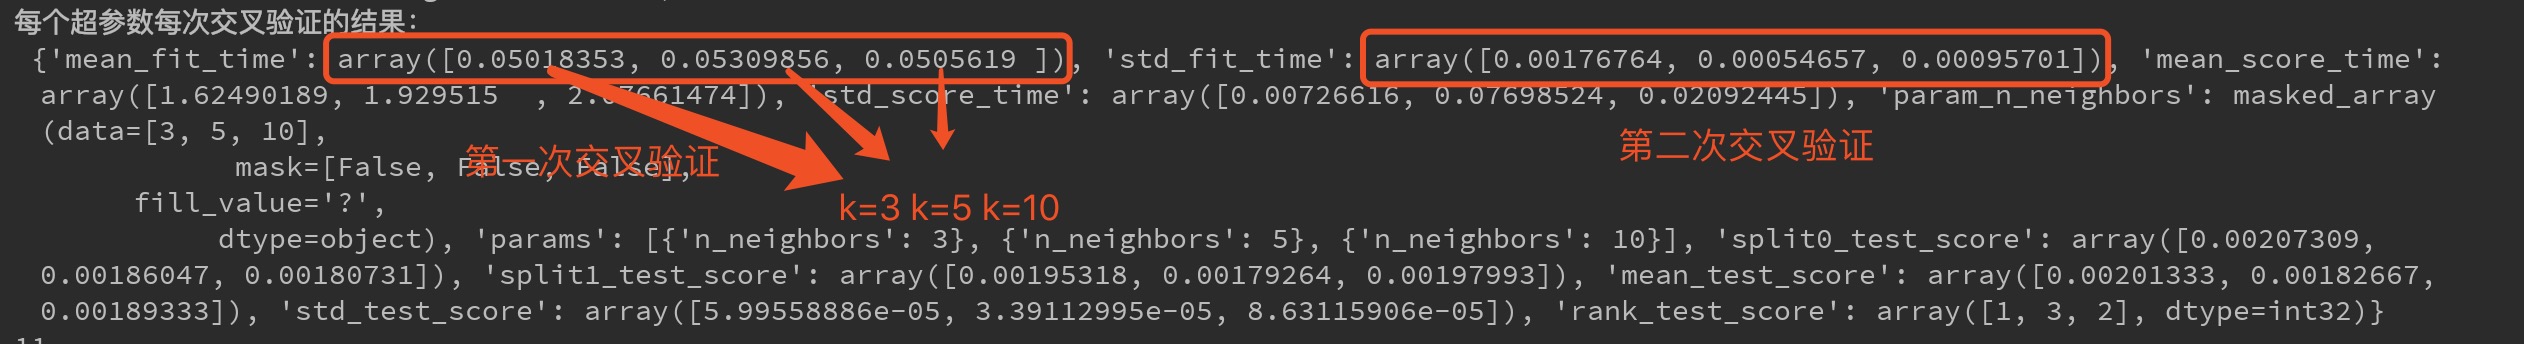 每个超参数每次交叉验证的结果:
{'mean_fit_time': array([0.05018353, 0.05309856, 0.0505619 ]), 'std_fit_time': array([0.00176764, 0.00054657, 0.00095701]), 'mean_score_time':
array([1.62490189, 1.929515  , 2.07661474]), 'std_score_time': array([0.00726616, 0.07698524, 0.02092445]), 'param_n_neighbors': masked_array
(data=[3, 5, 10],
第二次交叉验证
mask=[False, False, False],
第一次交叉验证
fill_value='?',
k=3 k=5 k=10
dtype=object), 'params': [{'n_neighbors': 3}, {'n_neighbors': 5}, {'n_neighbors': 10}], 'split0_test_score': array([0.00207309,
0.00186047, 0.00180731]), 'split1_test_score': array([0.00195318, 0.00179264, 0.00197993]), 'mean_test_score': array([0.00201333, 0.00182667,
0.00189333]), 'std_test_score': array([5.99558886e-05, 3.39112995e-05, 8.63115906e-05]), 'rank_test_score': array([1, 3, 2], dtype=int32)}